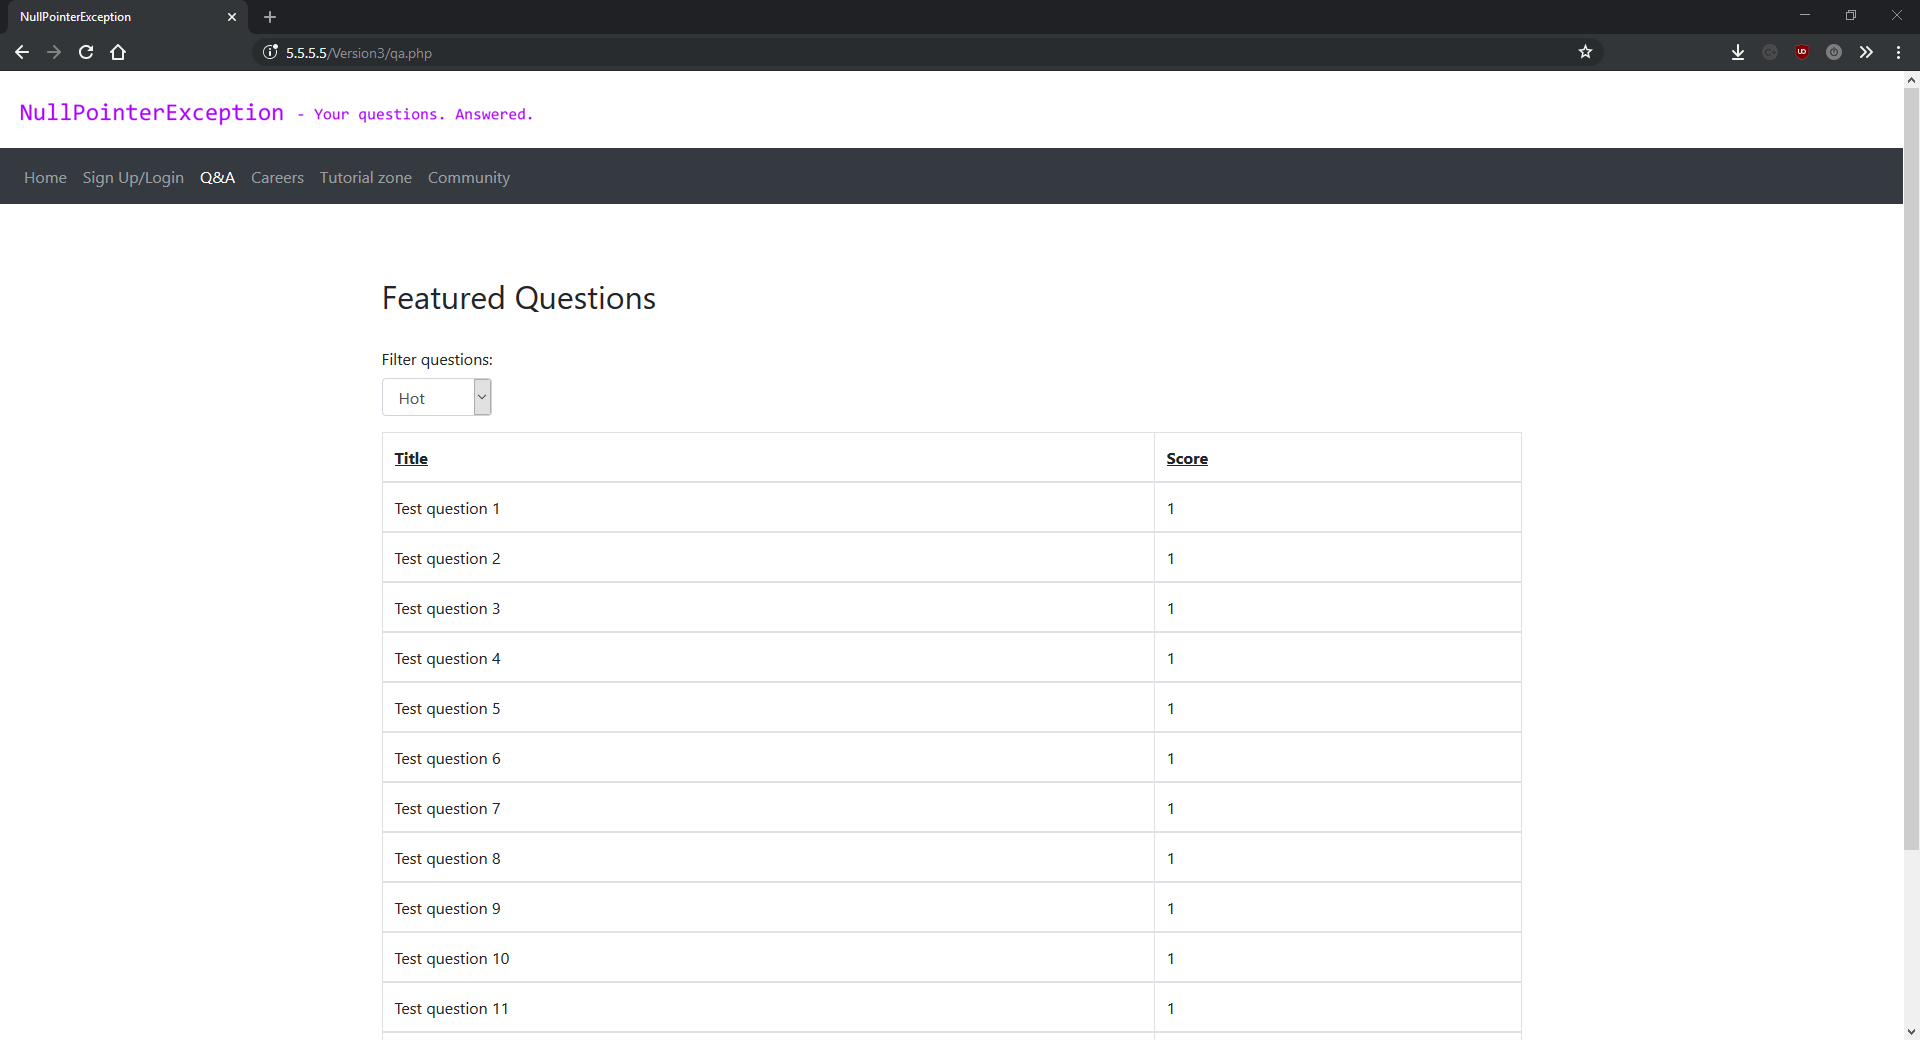 NullPointerException
5.5.5.5/Version3/qa.php
NullPointerException - Your questions. Answered.
Home Sign Up/Login Q&A Careers Tutorial zone Community
Featured Questions
Filter questions:
Hot
Title Score
Test question 1 1
Test question 2 1
Test question 3 1
Test question 4 1
Test question 5 1
Test question 6 1
Test question 7 1
Test question 8 1
Test question 9 1
Test question 10 1
Test question 11 1